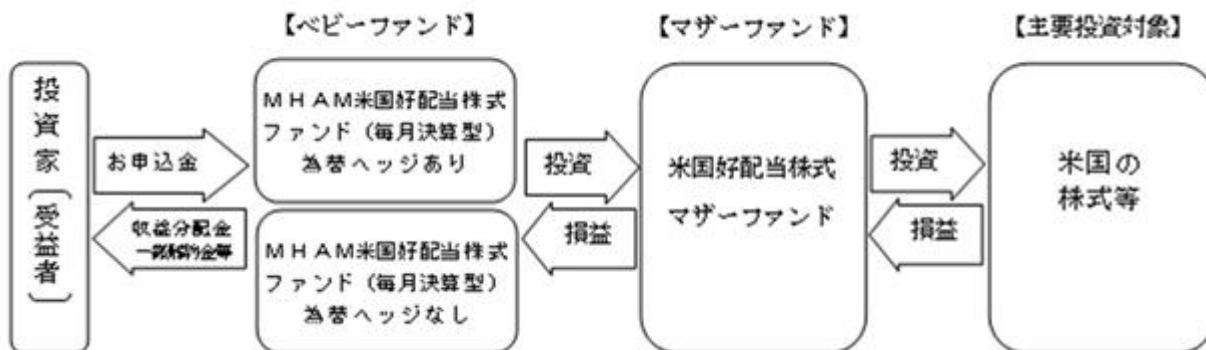 【ベビーファンド】
【マザーファンド】
【主要投資対象】
投資家(受益者)
お申込金
収益分配金
一部解約金等
MHAM米国好配当株式
ファンド(毎月決算型)
為替ヘッジあり
MHAM米国好配当株式
ファンド(毎月決算型)
為替ヘッジなし
投資
損益
米国好配当株式
マザーファンド
投資
損益
米国の
株式等